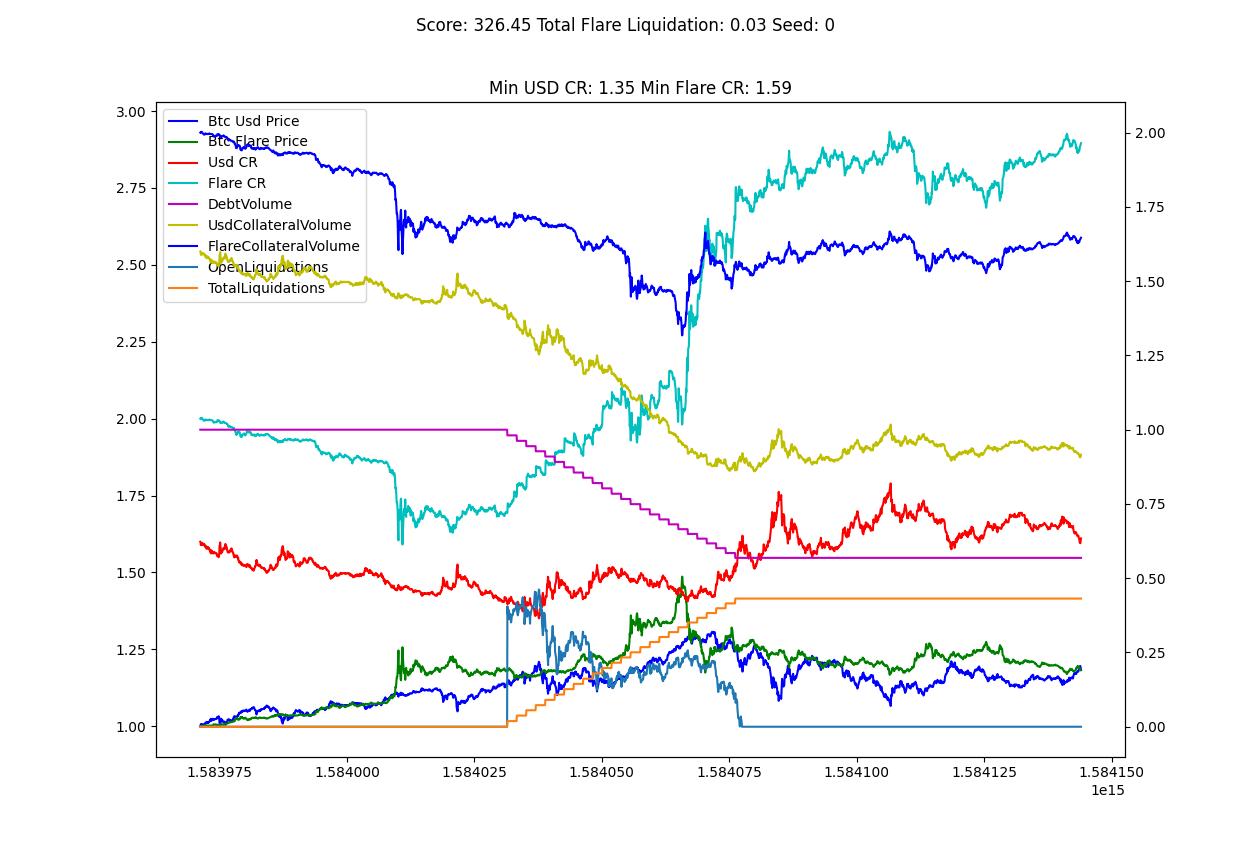 Score: 326.45 Total Flare Liquidation: 0.03 Seed: 0
Min USD CR: 1.35 Min Flare CR: 1.59
Btc Usd Price
Btc Flare Price
Usd CR
Flare CR
DebtVolume
UsdCollateralVolume
FlareCollateralVolume
OpenLiquidations
TotalLiquidations
3.00
2.75
2.50
2.25
2.00
1.75
1.50
1.25
1.00
2.00
1.75
1.50
1.25
1.00
0.75
0.50
0.25
0.00
1.583975 1.584000 1.584025 1.584050 1.584075 1.584100 1.584125 1.584150
1e15